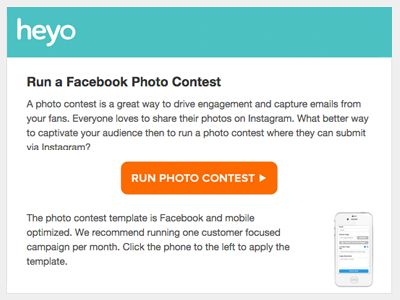 heyo
Run a Facebook Photo Contest
A photo contest is a great way to drive engagement and capture emails from
your fans. Everyone loves to share their photos on Instagram. What better way
to captivate your audience then to run a photo contest where they can submit
via Instagram?
RUN PHOTO CONTEST
The photo contest template is Facebook and mobile
optimized. We recommend running one customer focused
campaign per month. Click the phone to the left to apply the
template.